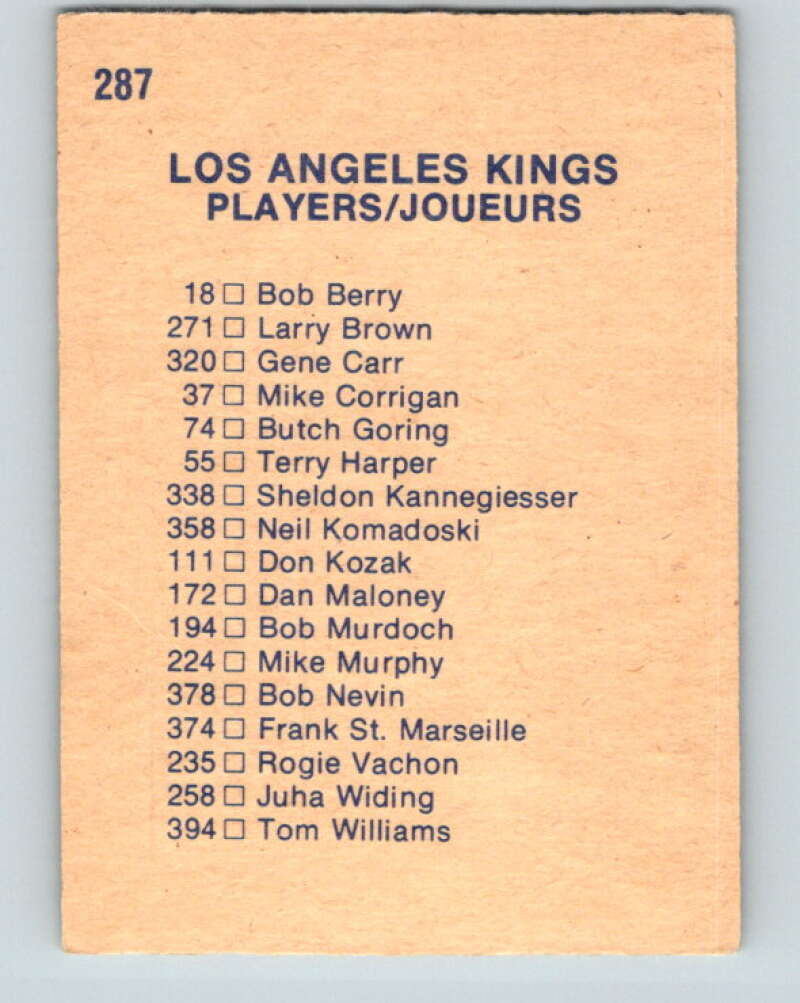 287
LOS ANGELES KINGS
PLAYERS/JOUEURS
18 □ Bob Berry
271 □ Larry Brown
320 □ Gene Carr
37 □ Mike Corrigan
74 □ Butch Goring
55 □ Terry Harper
338 □ Sheldon Kannegiesser
358 □ Neil Komadoski
111 □ Don Kozak
172 □ Dan Maloney
194 □ Bob Murdoch
224 □ Mike Murphy
378 □ Bob Nevin
374 □ Frank St. Marseille
235 □ Rogie Vachon
258 □ Juha Widing
394 □ Tom Williams